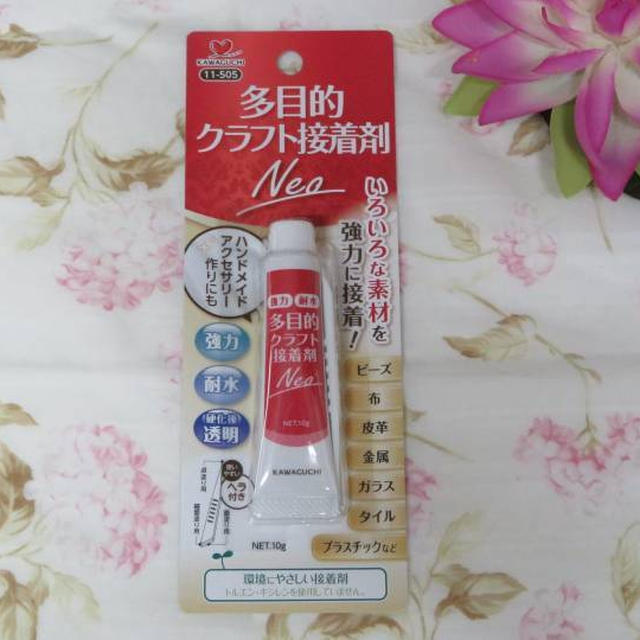 KAWAGUCHI
11-505
多目的
クラフト接着剤
Neo
いろいろな素材を
強力に接着!
ハンドメイド
アクセサリー
作りにも
強力
耐水
硬化後
透明
強力 耐水
多目的
クラフト
接着剤
Neo
NET.10g
KAWAGUCHI
ビーズ
布
皮革
金属
ガラス
タイル
プラスチックなど
使い
やすい
ヘラ
付き
NET.10g
環境にやさしい接着剤
トルエン・キシレンを使用していません。